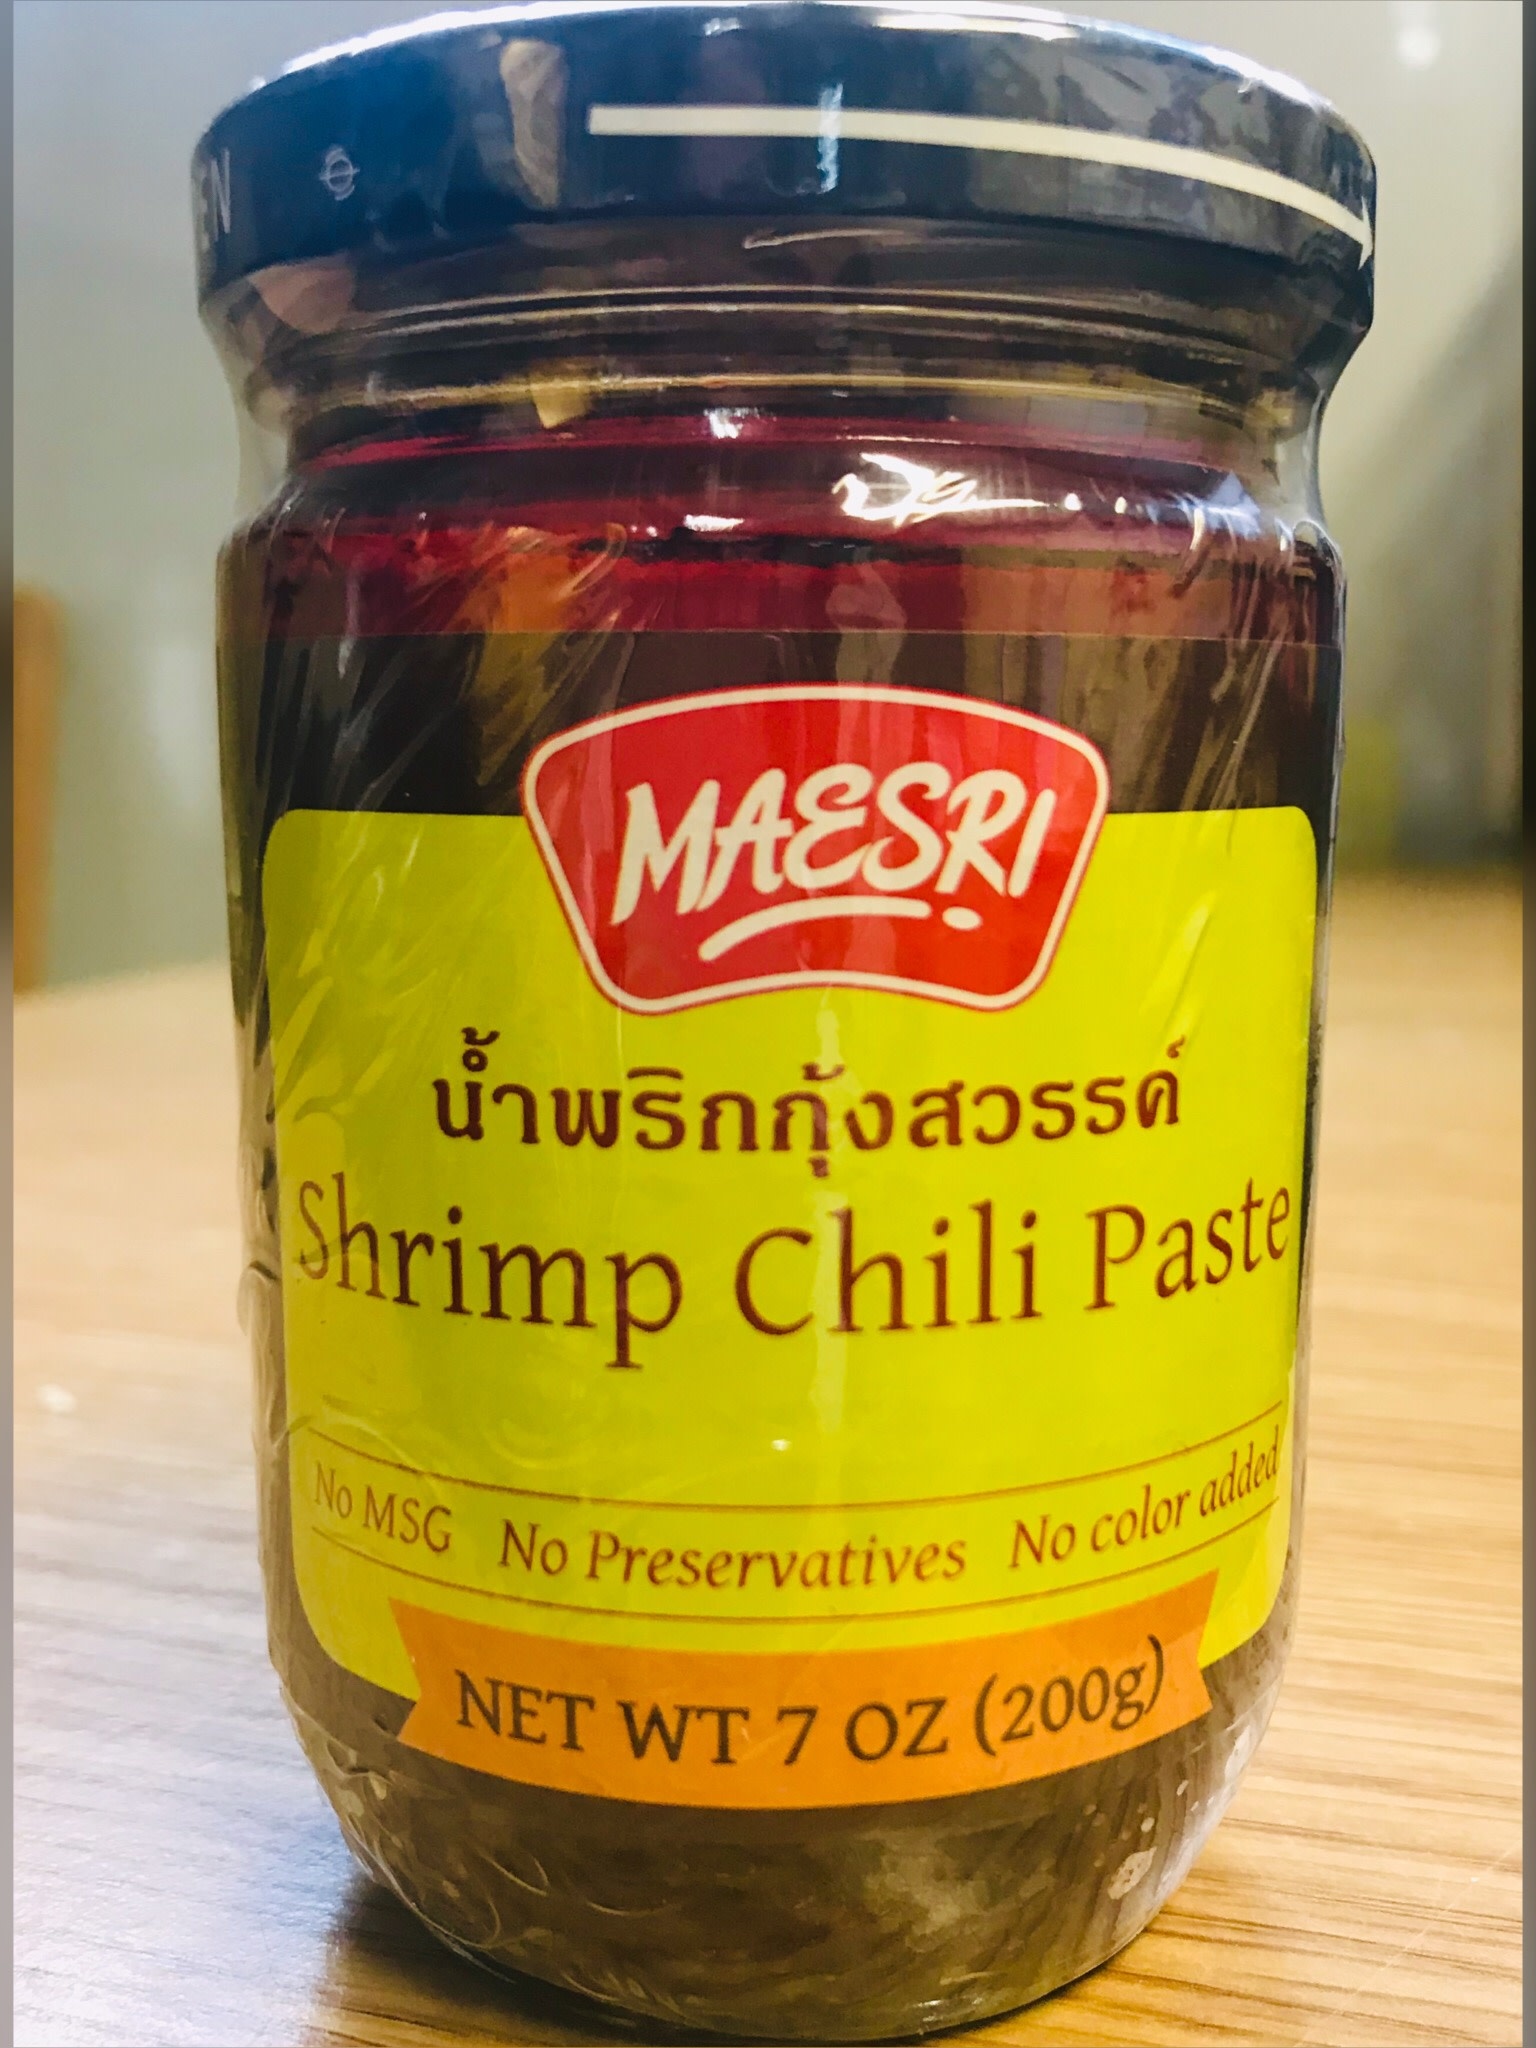 MAESRI
น้ำพริกกุ้งสวรรค์
Shrimp Chili Paste
No MSG No Preservatives No color added
NET WT 7 OZ (200g)